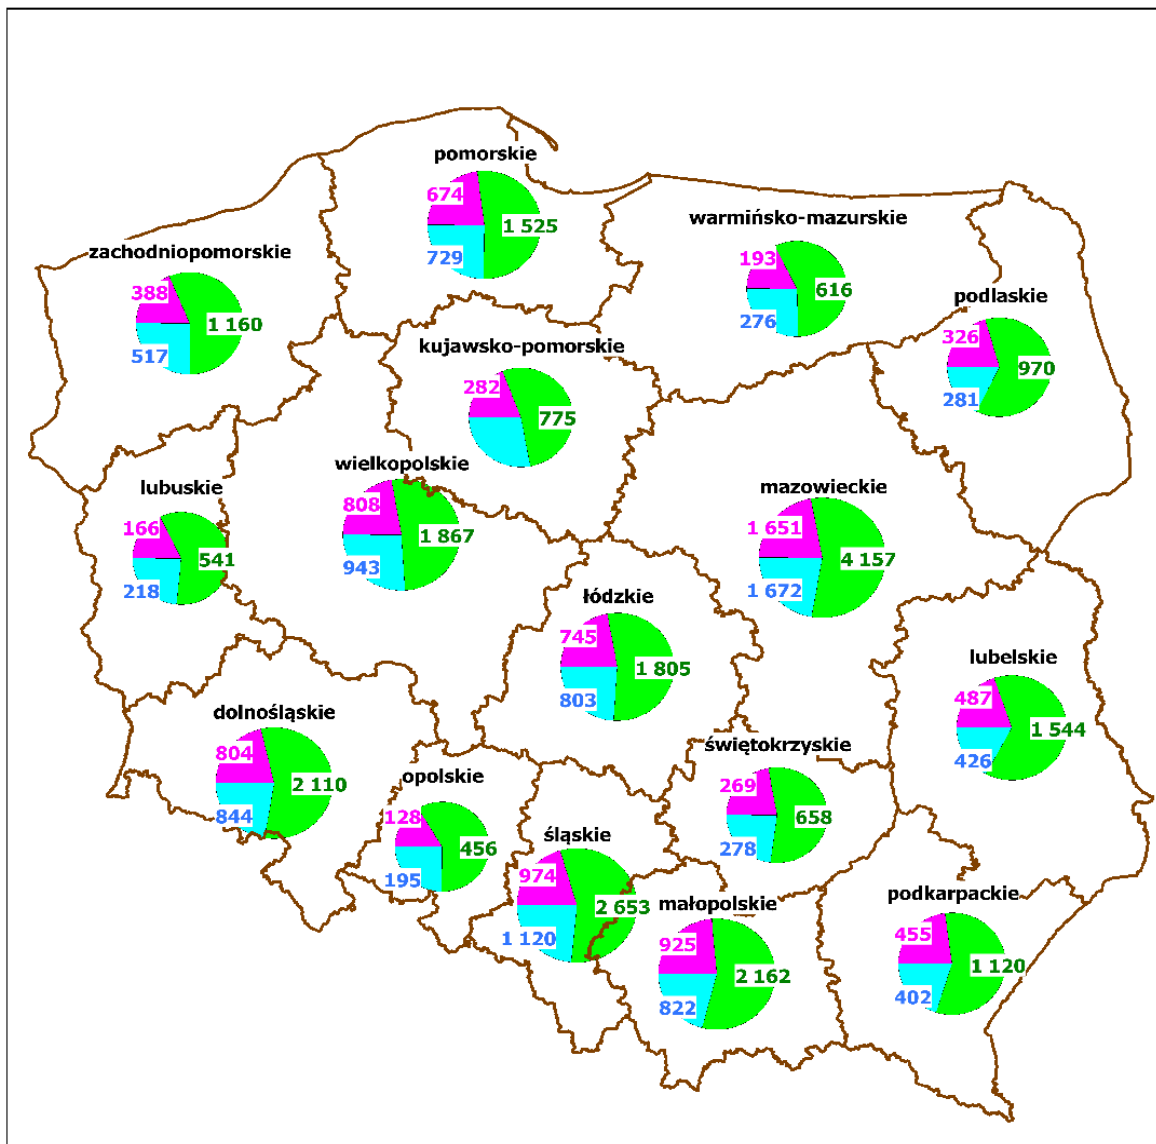 pomorskie
674
1 525
729
warmińsko-mazurskie
193
616
276
zachodniopomorskie
388
1 160
517
podlaskie
326
970
281
kujawsko-pomorskie
282
775
wielkopolskie
808
1 867
943
lubuskie
166
541
218
mazowieckie
1 651
4 157
1 672
łódzkie
745
1 805
803
lubelskie
487
1 544
426
dolnośląskie
804
2 110
844
opolskie
128
456
195
świętokrzyskie
269
658
278
śląskie
974
2 653
1 120
małopolskie
925
2 162
822
podkarpackie
455
1 120
402